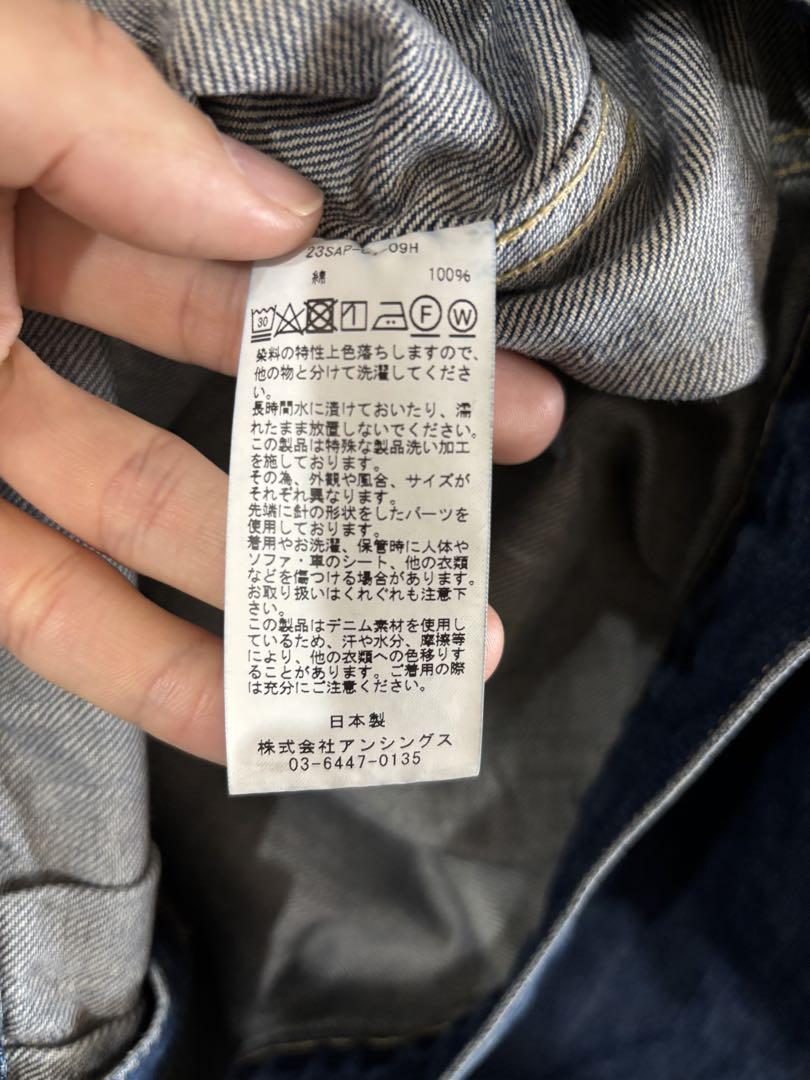 綿 100%
30 F W
染料の特性上色落ちしますので、
他の物と分けて洗濯してくださ
い。
長時間水に漬けておいたり、濡
れたまま放置しないでください。
この製品は特殊な製品洗い加工
を施しております。
その為、外観や風合、サイズが
それぞれ異なります。
先端に針の形状をしたパーツを
使用しております。
着用やお洗濯、保管時に人体や
ソファ・車のシート、他の衣類
などを傷つける場合があります。
お取り扱いはくれぐれも注意下
さい。
この製品はデニム素材を使用し
ているため、汗や水分、摩擦等
により、他の衣類への色移りす
ることがあります。ご着用の際
は充分にご注意ください。
日本製
株式会社アンシングス
03-6447-0135